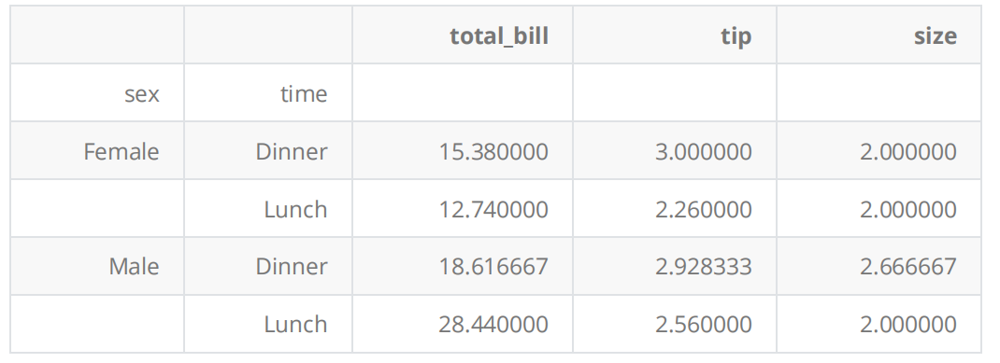 total_bill tip size
sex time
Female Dinner 15.380000 3.000000 2.000000
Lunch 12.740000 2.260000 2.000000
Male Dinner 18.616667 2.928333 2.666667
Lunch 28.440000 2.560000 2.000000